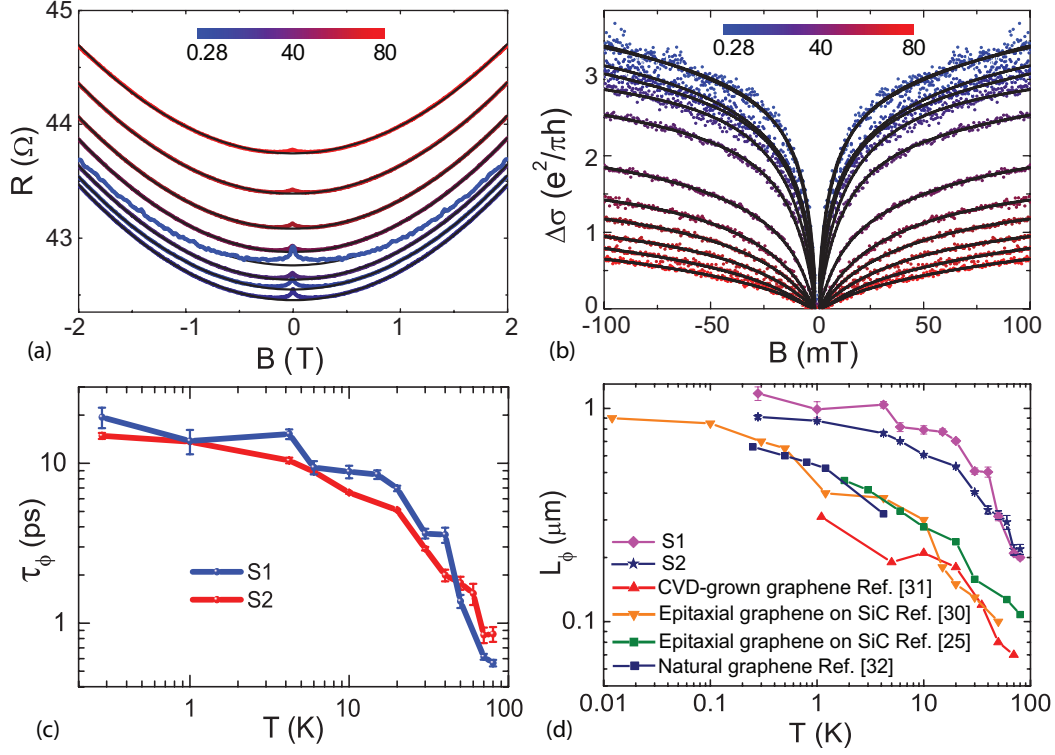 45
44
43
R (Ω)
0.28 40 80
-2 -1 0 1 2
(a)
B (T)
3
2
1
0
Δσ (e²/πh)
0.28 40 80
-100 -50 0 50 100
(b)
B (mT)
10
1
τϕ (ps)
S1
S2
1 10 100
(c)
T (K)
1
0.1
Lϕ (μm)
S1
S2
CVD-grown graphene Ref. [31]
Epitaxial graphene on SiC Ref. [30]
Epitaxial graphene on SiC Ref. [25]
Natural graphene Ref. [32]
0.01 0.1 1 10 100
(d)
T (K)